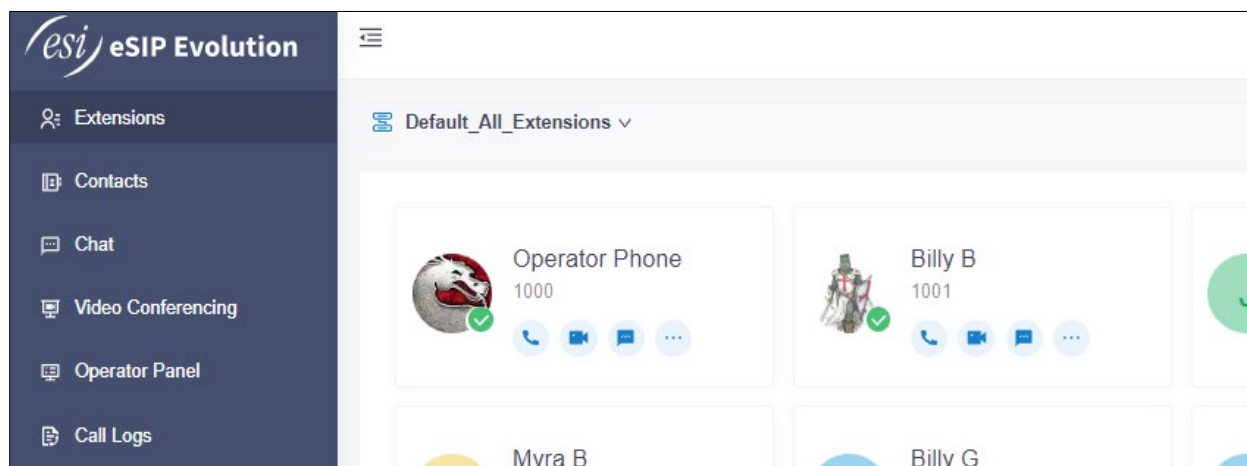 esi eSIP Evolution
Extensions
Contacts
Chat
Video Conferencing
Operator Panel
Call Logs
Default_All_Extensions
Operator Phone
1000
Billy B
1001
Myra B
Billy G